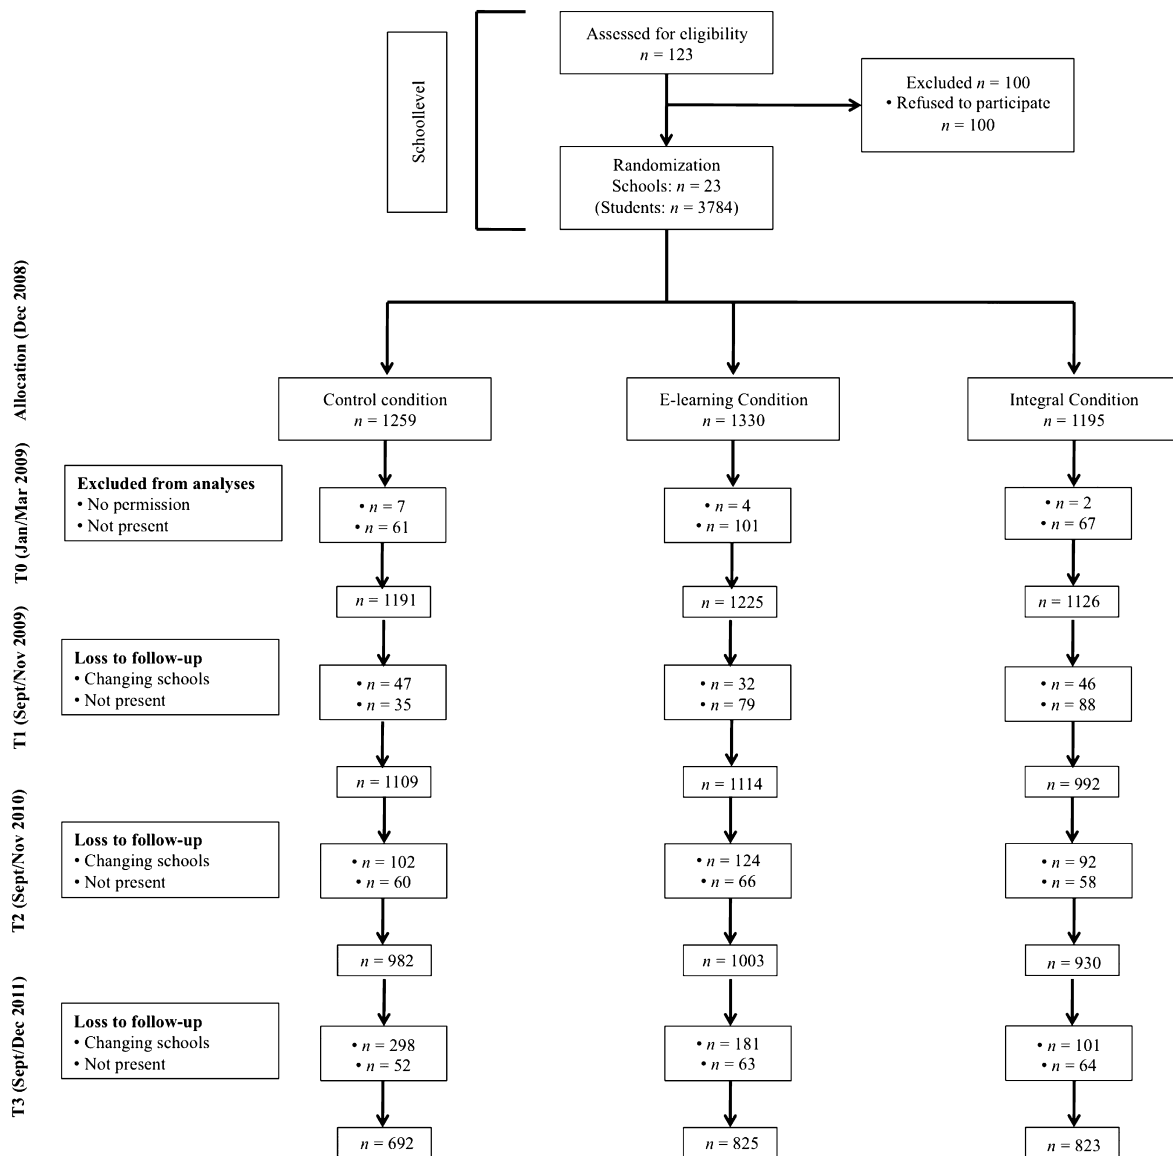 Assessed for eligibility
n = 123
Excluded n = 100
• Refused to participate
n = 100
Schoollevel
Randomization
Schools: n = 23
(Students: n = 3784)
Allocation (Dec 2008)
Control condition
n = 1259
E-learning Condition
n = 1330
Integral Condition
n = 1195
T0 (Jan/Mar 2009)
Excluded from analyses
• No permission
• Not present
• n = 7
• n = 61
• n = 4
• n = 101
• n = 2
• n = 67
n = 1191
n = 1225
n = 1126
T1 (Sept/Nov 2009)
Loss to follow-up
• Changing schools
• Not present
• n = 47
• n = 35
• n = 32
• n = 79
• n = 46
• n = 88
n = 1109
n = 1114
n = 992
T2 (Sept/Nov 2010)
Loss to follow-up
• Changing schools
• Not present
• n = 102
• n = 60
• n = 124
• n = 66
• n = 92
• n = 58
n = 982
n = 1003
n = 930
T3 (Sept/Dec 2011)
Loss to follow-up
• Changing schools
• Not present
• n = 298
• n = 52
• n = 181
• n = 63
• n = 101
• n = 64
n = 692
n = 825
n = 823